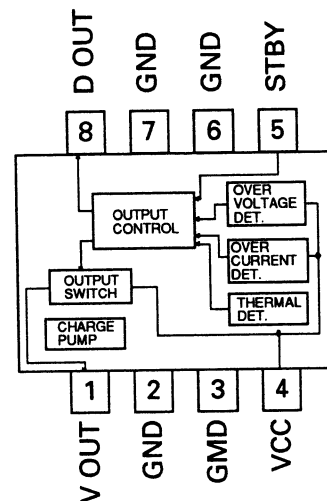 D OUT
GND
GND
STBY
8
7
6
5
OUTPUT
CONTROL
OVER
VOLTAGE
DET.
OVER
CURRENT
DET.
OUTPUT
SWITCH
THERMAL
DET.
CHARGE
PUMP
1
2
3
4
V OUT
GND
GMD
VCC